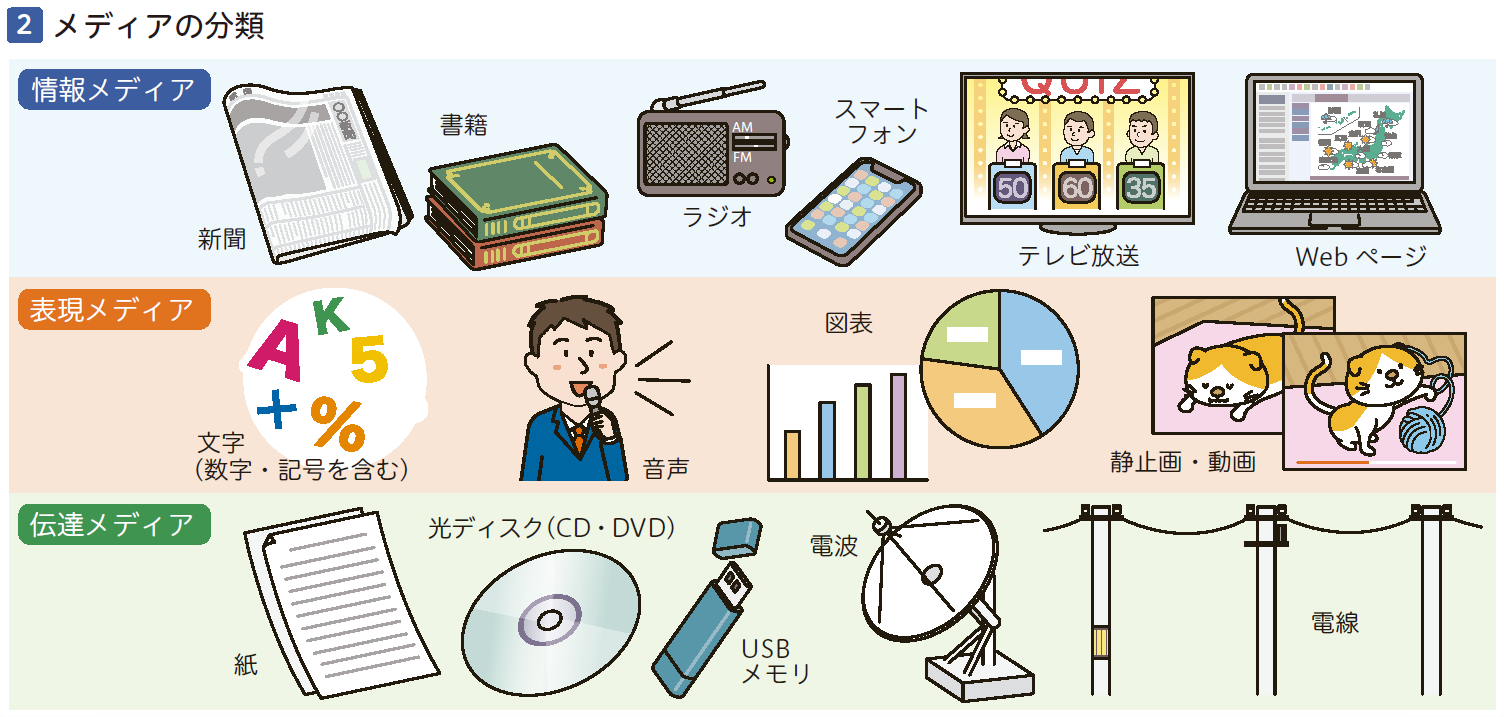 2 メディアの分類
情報メディア
新聞
書籍
AM
FM
ラジオ
スマート
フォン
QUIZ
50 60 35
テレビ放送
Web ページ
表現メディア
A K 5 + %
文字
(数字・記号を含む)
音声
図表
静止画・動画
伝達メディア
紙
光ディスク(CD・DVD)
USB
メモリ
電波
電線